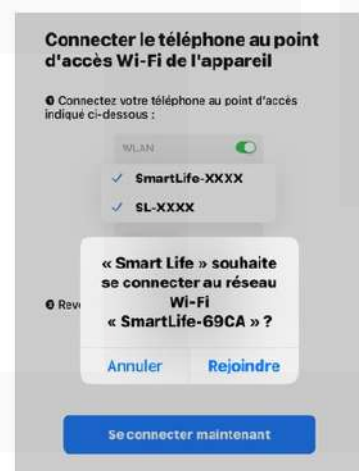 Connecter le téléphone au point
d'accès Wi-Fi de l'appareil
❶ Connectez votre téléphone au point d'accès
indiqué ci-dessous :
WLAN
✓ SmartLife-XXXX
✓ SL-XXXX
« Smart Life » souhaite
se connecter au réseau
Wi-Fi
« SmartLife-69CA » ?
Annuler Rejoindre
Se connecter maintenant